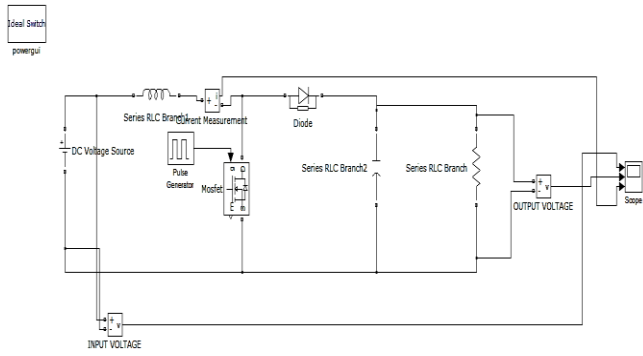 Ideal Switch
powergui
Series RLC Branch1
Current Measurement
Diode
DC Voltage Source
Pulse
Generator
Mosfet
Series RLC Branch2
Series RLC Branch
OUTPUT VOLTAGE
Scope
INPUT VOLTAGE